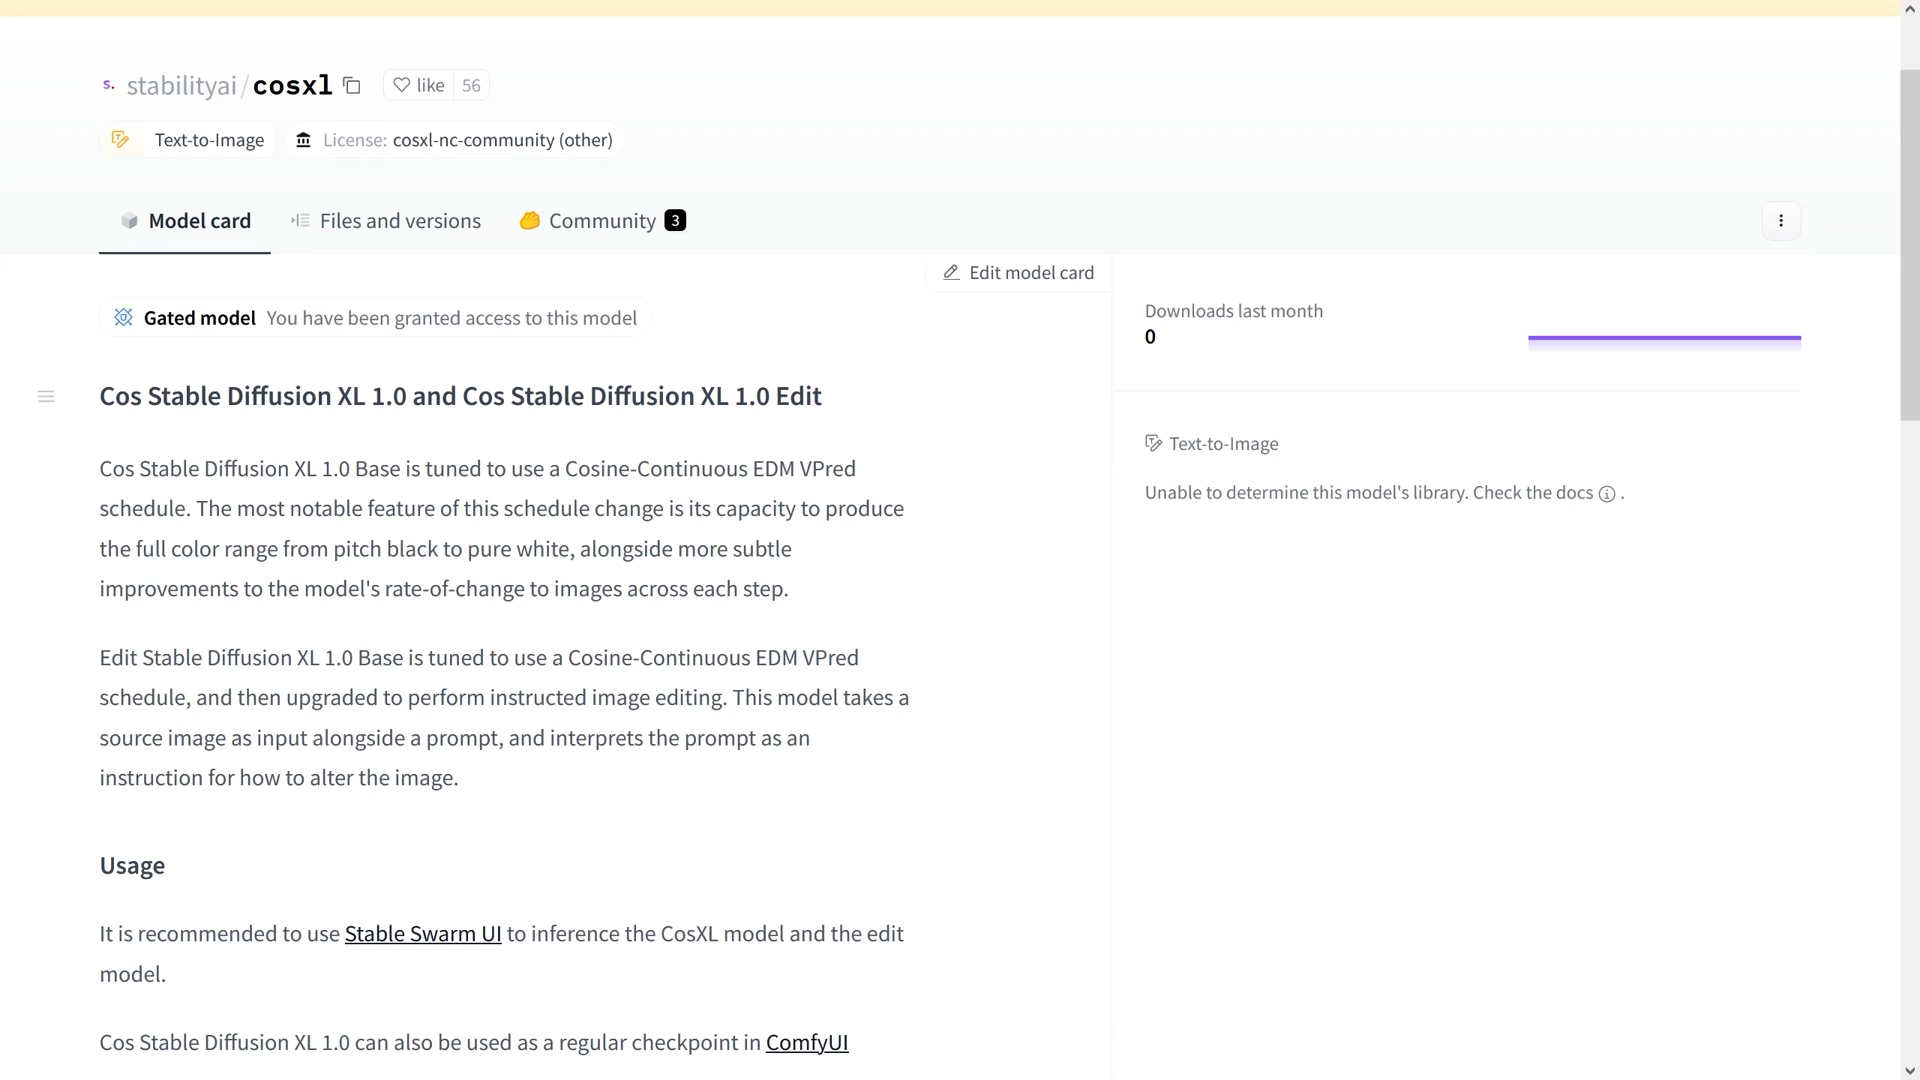 s. stabilityai/cosxl like 56
Text-to-Image License: cosxl-nc-community (other)
Model card Files and versions Community 3
Edit model card
Gated model You have been granted access to this model
Cos Stable Diffusion XL 1.0 and Cos Stable Diffusion XL 1.0 Edit
Cos Stable Diffusion XL 1.0 Base is tuned to use a Cosine-Continuous EDM VPred
schedule. The most notable feature of this schedule change is its capacity to produce
the full color range from pitch black to pure white, alongside more subtle
improvements to the model's rate-of-change to images across each step.
Edit Stable Diffusion XL 1.0 Base is tuned to use a Cosine-Continuous EDM VPred
schedule, and then upgraded to perform instructed image editing. This model takes a
source image as input alongside a prompt, and interprets the prompt as an
instruction for how to alter the image.
Usage
It is recommended to use Stable Swarm UI to inference the CosXL model and the edit
model.
Cos Stable Diffusion XL 1.0 can also be used as a regular checkpoint in ComfyUI
Downloads last month
0
Text-to-Image
Unable to determine this model's library. Check the docs .